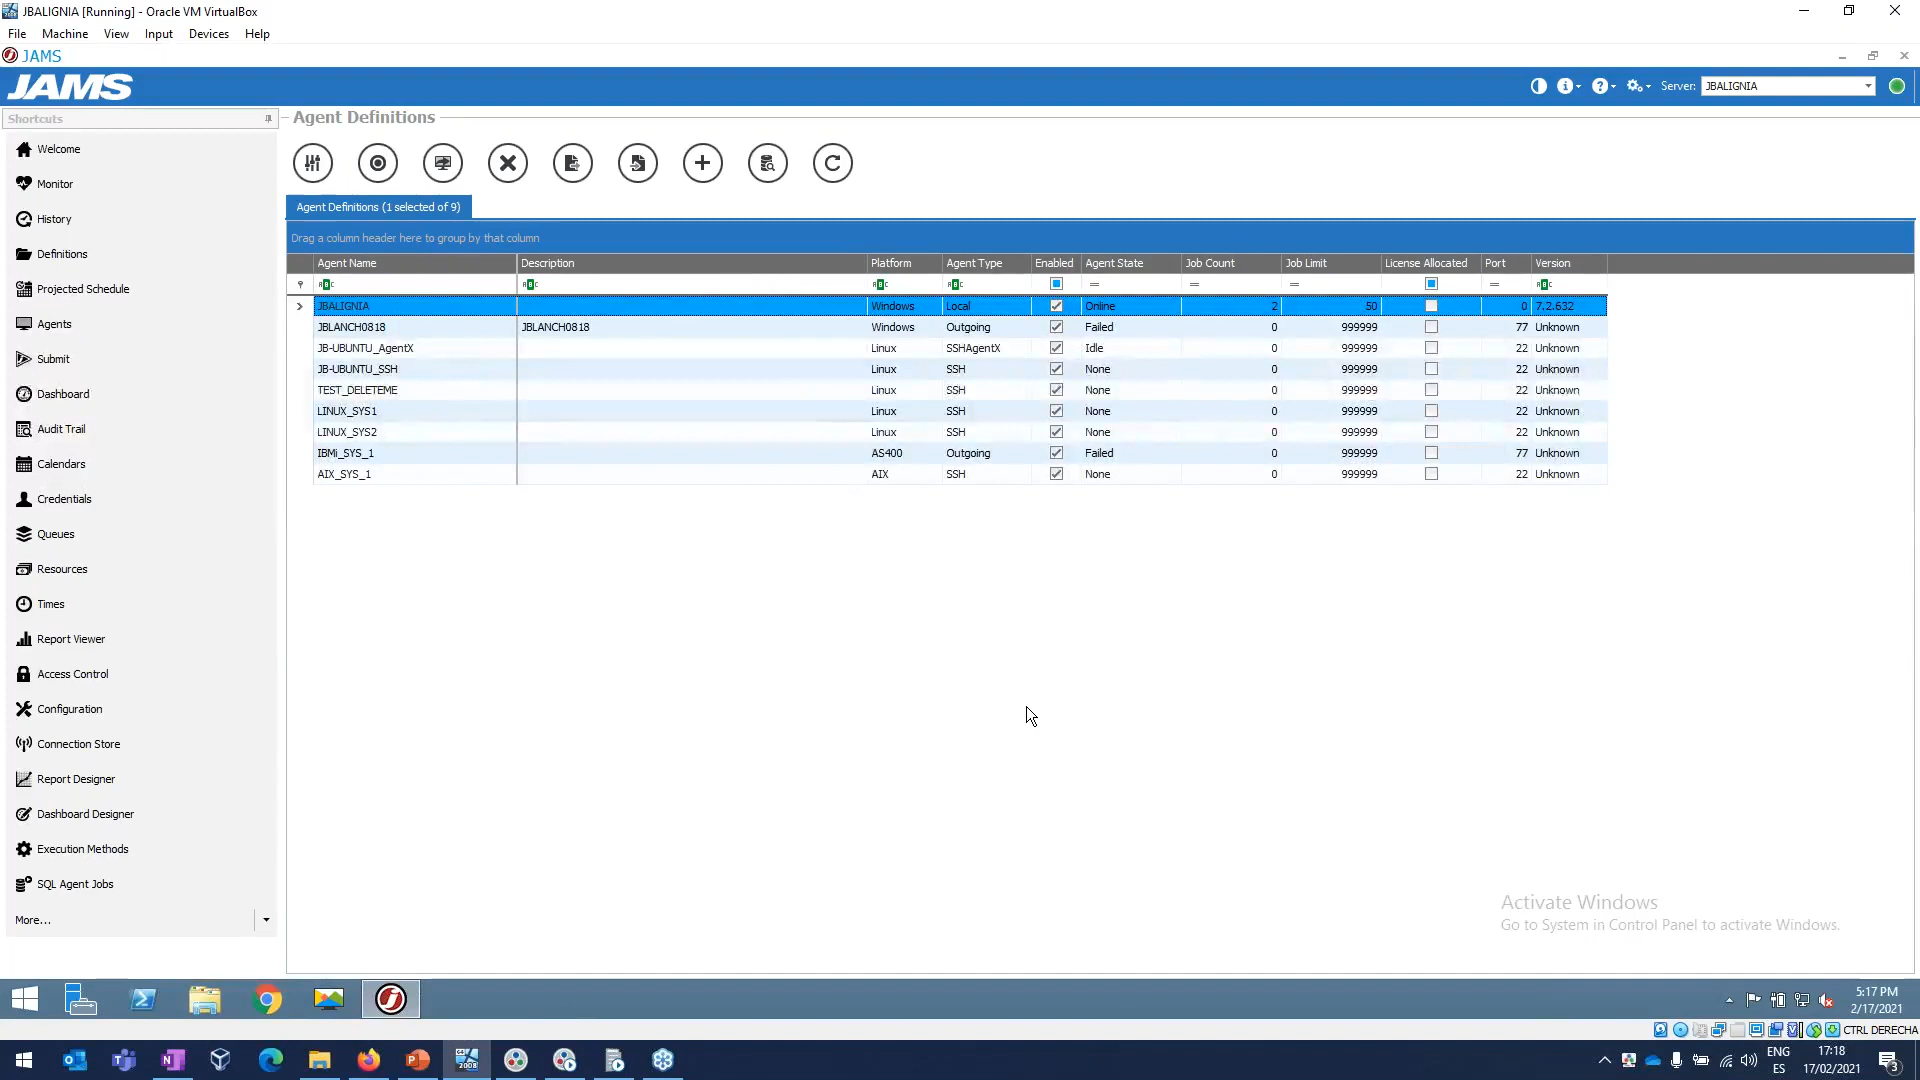 JBALIGNIA [Running] - Oracle VM VirtualBox
File Machine View Input Devices Help
JAMS
JAMS
Server: JBALIGNIA
Shortcuts
Agent Definitions
Welcome
Monitor
History
Definitions
Projected Schedule
Agents
Submit
Dashboard
Audit Trail
Calendars
Credentials
Queues
Resources
Times
Report Viewer
Access Control
Configuration
Connection Store
Report Designer
Dashboard Designer
Execution Methods
SQL Agent Jobs
More...
Agent Definitions (1 selected of 9)
Drag a column header here to group by that column
Agent Name Description Platform Agent Type Enabled Agent State Job Count Job Limit License Allocated Port Version
JBALIGNIA Windows Local Online 2 50 0 7.2.632
JBLANCH0818 JBLANCH0818 Windows Outgoing Failed 0 999999 77 Unknown
JB-UBUNTU_AgentX Linux SSHAgentX Idle 0 999999 22 Unknown
JB-UBUNTU_SSH Linux SSH None 0 999999 22 Unknown
TEST_DELETEME Linux SSH None 0 999999 22 Unknown
LINUX_SYS1 Linux SSH None 0 999999 22 Unknown
LINUX_SYS2 Linux SSH None 0 999999 22 Unknown
IBMi_SYS_1 AS400 Outgoing Failed 0 999999 77 Unknown
AIX_SYS_1 AIX SSH None 0 999999 22 Unknown
Activate Windows
Go to System in Control Panel to activate Windows.
5:17 PM
2/17/2021
CTRL DERECHA
ENG
ES
17:18
17/02/2021
3